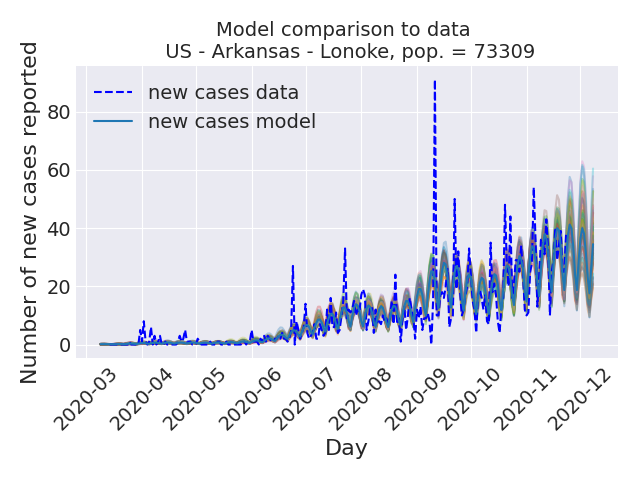 Model comparison to data
US - Arkansas - Lonoke, pop. = 73309
Number of new cases reported
80
60
40
20
0
new cases data
new cases model
2020-03
2020-04
2020-05
2020-06
2020-07
2020-08
2020-09
2020-10
2020-11
2020-12
Day